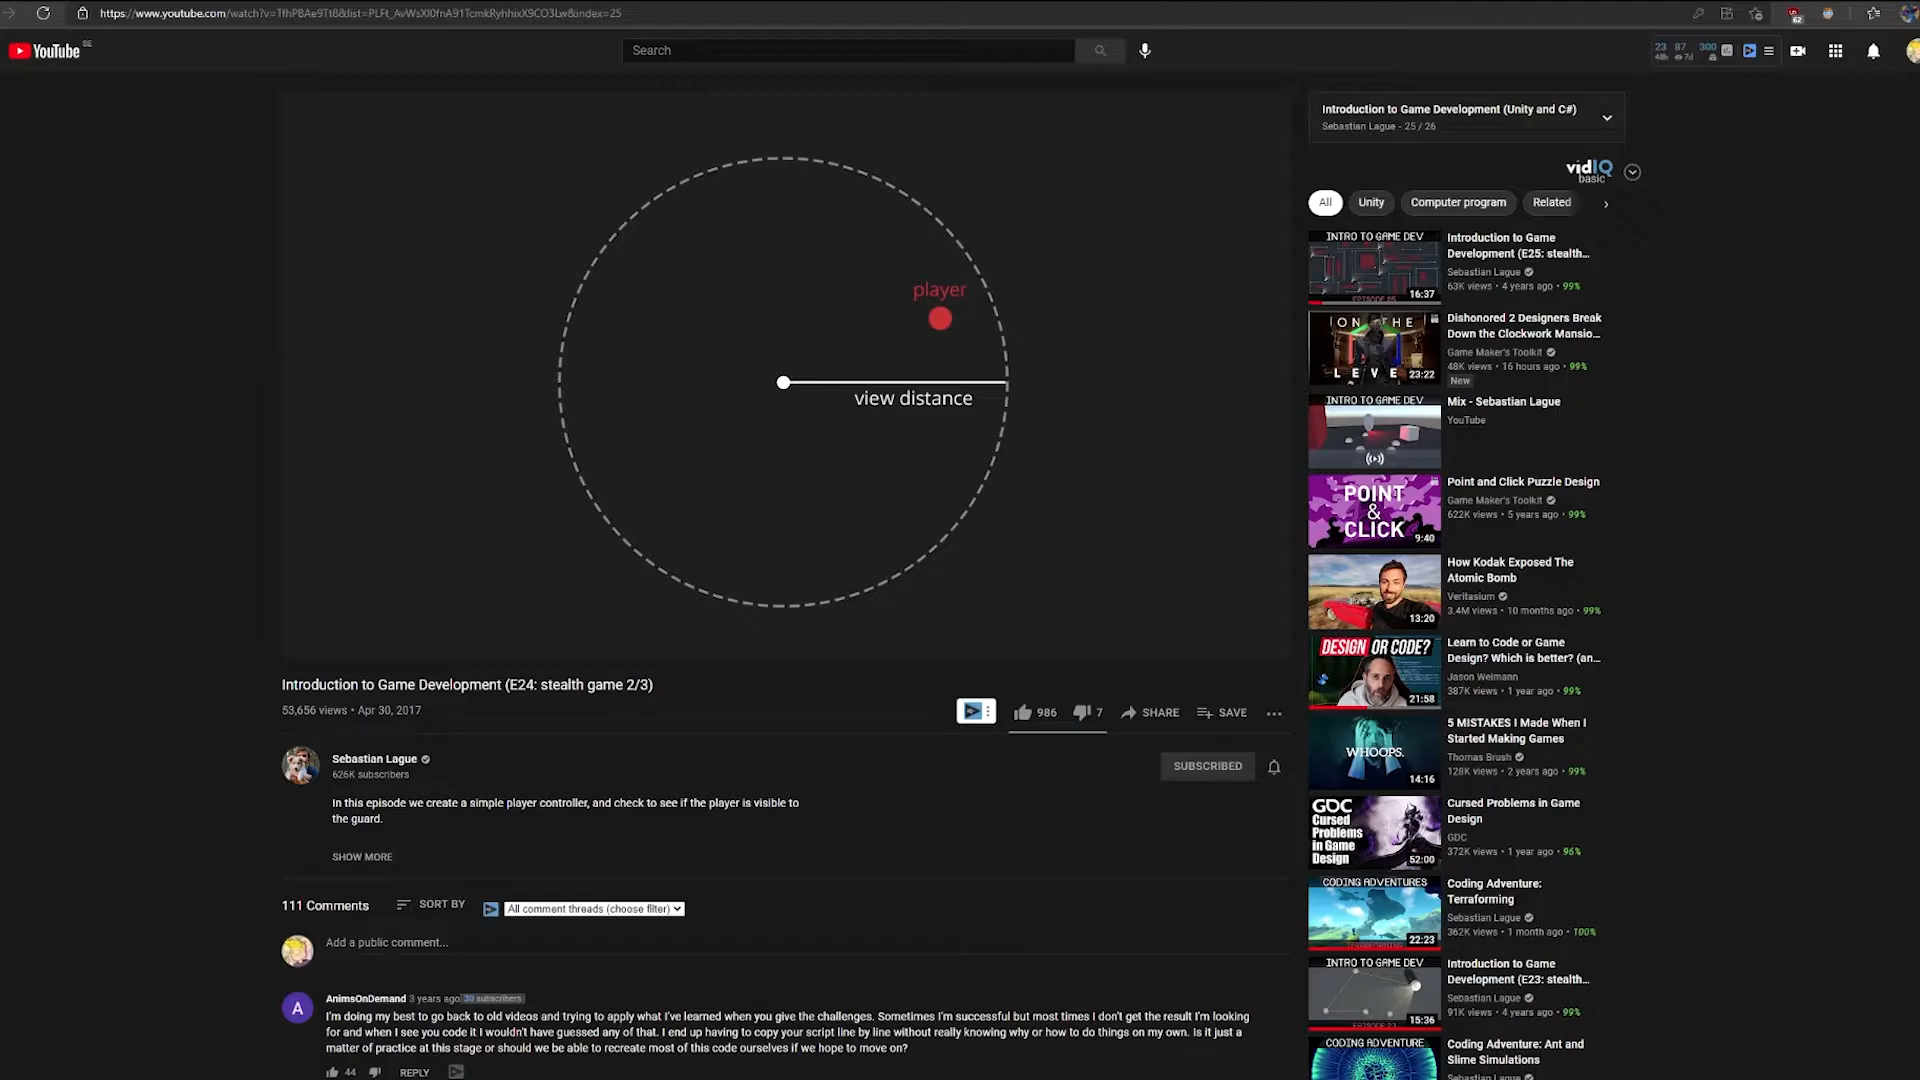 https://www.youtube.com/watch?v=TfhPBAe9Tt8&list=PLFt_AvWsXl0fnA91TcmkRyhhixX9CO3Lw&index=25
62
YouTube SE
Search
23 87 300
48h 7d
player
view distance
Introduction to Game Development (Unity and C#)
Sebastian Lague - 25 / 26
vidIQ
basic
All
Unity
Computer program
Related
INTRO TO GAME DEV
EPISODE 25
16:37
Introduction to Game
Development (E25: stealth...
Sebastian Lague
63K views • 4 years ago • 99%
ON THE
LEVE
23:22
Dishonored 2 Designers Break
Down the Clockwork Mansio...
Game Maker's Toolkit
48K views • 16 hours ago • 99%
New
INTRO TO GAME DEV
Mix - Sebastian Lague
YouTube
POINT
&
CLICK
9:40
Point and Click Puzzle Design
Game Maker's Toolkit
622K views • 5 years ago • 99%
13:20
How Kodak Exposed The
Atomic Bomb
Veritasium
3.4M views • 10 months ago • 99%
DESIGN OR CODE?
21:58
Learn to Code or Game
Design? Which is better? (an...
Jason Weimann
387K views • 1 year ago • 99%
WHOOPS.
14:16
5 MISTAKES I Made When I
Started Making Games
Thomas Brush
128K views • 2 years ago • 99%
GDC
Cursed
Problems
in Game
Design
52:00
Cursed Problems in Game
Design
GDC
372K views • 1 year ago • 96%
CODING ADVENTURES
TERRAFORMING
22:23
Coding Adventure:
Terraforming
Sebastian Lague
362K views • 1 month ago • 100%
INTRO TO GAME DEV
EPISODE 23
15:36
Introduction to Game
Development (E23: stealth...
Sebastian Lague
91K views • 4 years ago • 99%
CODING ADVENTURE
Coding Adventure: Ant and
Slime Simulations
Sebastian Lague
Introduction to Game Development (E24: stealth game 2/3)
53,656 views • Apr 30, 2017
986
7
SHARE
SAVE
Sebastian Lague
626K subscribers
SUBSCRIBED
In this episode we create a simple player controller, and check to see if the player is visible to
the guard.
SHOW MORE
111 Comments
SORT BY
All comment threads (choose filter)
Add a public comment...
A
AnimsOnDemand 3 years ago 30 subscribers
I'm doing my best to go back to old videos and trying to apply what I've learned when you give the challenges. Sometimes I'm successful but most times I don't get the result I'm looking
for and when I see you code it I wouldn't have guessed any of that. I end up having to copy your script line by line without really knowing why or how to do things on my own. Is it just a
matter of practice at this stage or should we be able to recreate most of this code ourselves if we hope to move on?
44
REPLY